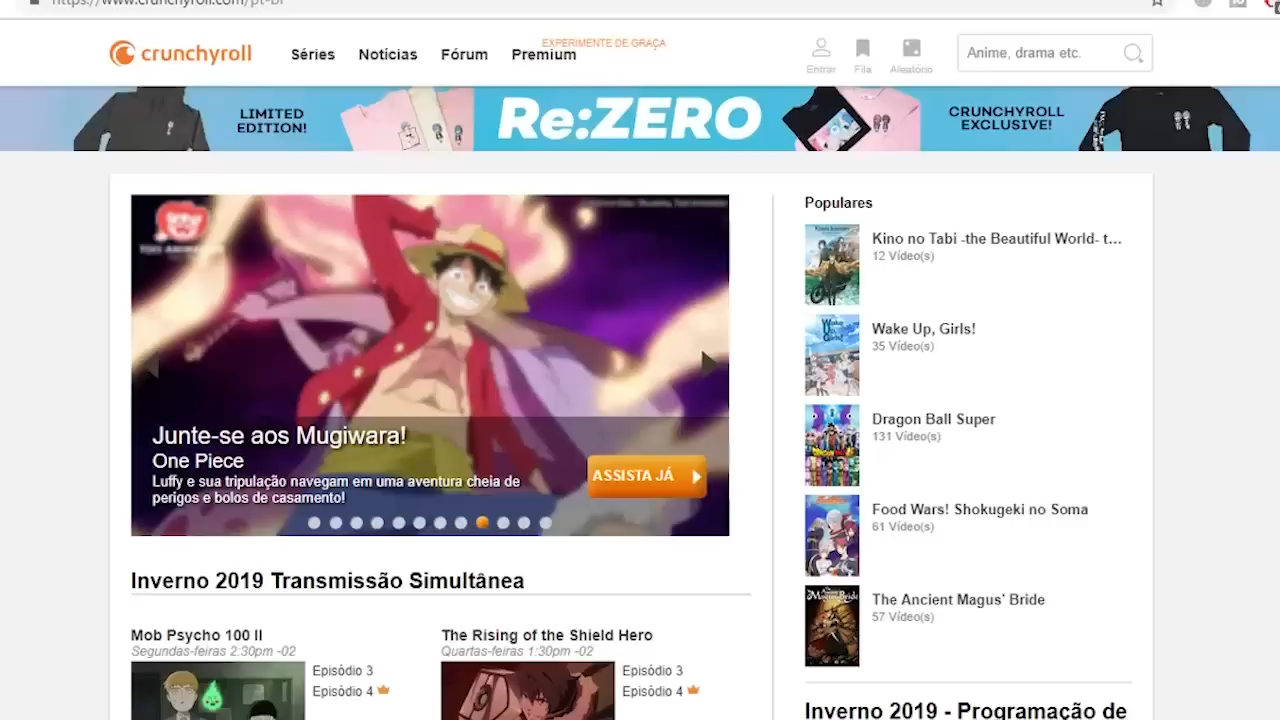 https://www.crunchyroll.com/pt-br
crunchyroll
Séries
Notícias
Fórum
EXPERIMENTE DE GRAÇA
Premium
Entrar
Fila
Aleatório
Anime, drama etc.
LIMITED
EDITION!
Re:ZERO
CRUNCHYROLL
EXCLUSIVE!
Junte-se aos Mugiwara!
One Piece
Luffy e sua tripulação navegam em uma aventura cheia de
perigos e bolos de casamento!
ASSISTA JÁ
Populares
Kino no Tabi -the Beautiful World- t...
12 Vídeo(s)
Wake Up, Girls!
35 Vídeo(s)
Dragon Ball Super
131 Vídeo(s)
Food Wars! Shokugeki no Soma
61 Vídeo(s)
The Ancient Magus' Bride
57 Vídeo(s)
Inverno 2019 Transmissão Simultânea
Mob Psycho 100 II
Segundas-feiras 2:30pm -02
Episódio 3
Episódio 4
The Rising of the Shield Hero
Quartas-feiras 1:30pm -02
Episódio 3
Episódio 4
Inverno 2019 - Programação de